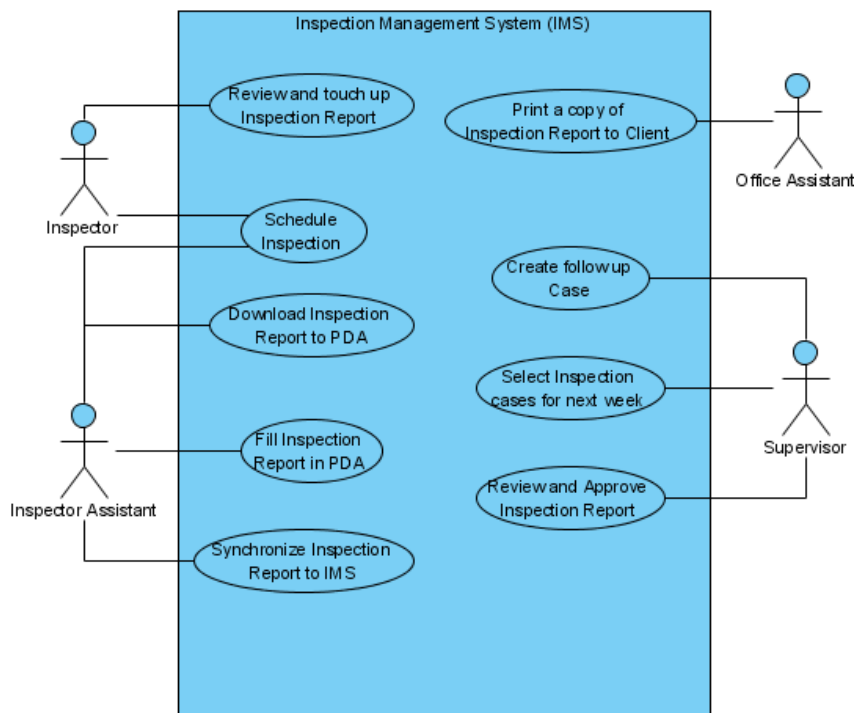 Inspection Management System (IMS)
Review and touch up
Inspection Report
Print a copy of
Inspection Report to Client
Office Assistant
Inspector
Schedule
Inspection
Create follow up
Case
Download Inspection
Report to PDA
Select Inspection
cases for next week
Supervisor
Fill Inspection
Report in PDA
Inspector Assistant
Review and Approve
Inspection Report
Synchronize Inspection
Report to IMS